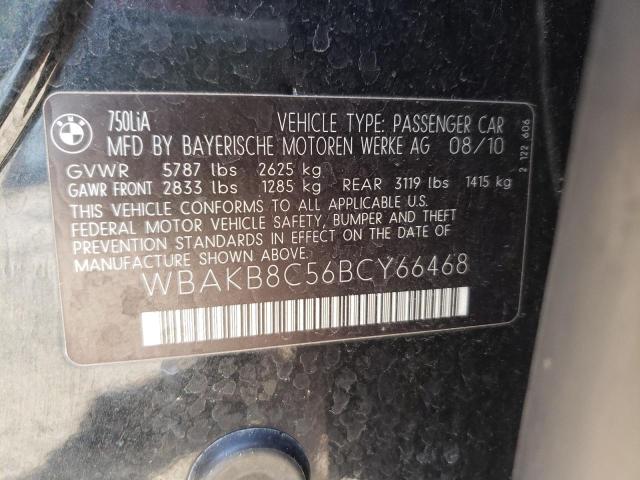 BMW
750LiA VEHICLE TYPE: PASSENGER CAR
MFD BY BAYERISCHE MOTOREN WERKE AG 08/10
GVWR 5787 lbs 2625 kg
GAWR FRONT 2833 lbs 1285 kg REAR 3119 lbs 1415 kg
THIS VEHICLE CONFORMS TO ALL APPLICABLE U.S.
FEDERAL MOTOR VEHICLE SAFETY, BUMPER AND THEFT
PREVENTION STANDARDS IN EFFECT ON THE DATE OF
MANUFACTURE SHOWN ABOVE.
WBAKB8C56BCY66468
2 122 606